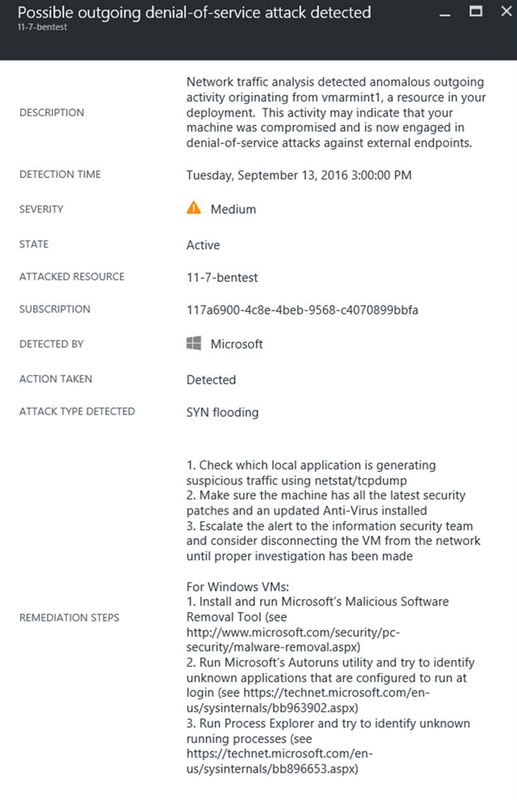 Possible outgoing denial-of-service attack detected
11-7-bentest
DESCRIPTION
Network traffic analysis detected anomalous outgoing
activity originating from vmarmint1, a resource in your
deployment. This activity may indicate that your
machine was compromised and is now engaged in
denial-of-service attacks against external endpoints.
DETECTION TIME
Tuesday, September 13, 2016 3:00:00 PM
SEVERITY
Medium
STATE
Active
ATTACKED RESOURCE
11-7-bentest
SUBSCRIPTION
117a6900-4c8e-4beb-9568-c4070899bbfa
DETECTED BY
Microsoft
ACTION TAKEN
Detected
ATTACK TYPE DETECTED
SYN flooding
REMEDIATION STEPS
1. Check which local application is generating
suspicious traffic using netstat/tcpdump
2. Make sure the machine has all the latest security
patches and an updated Anti-Virus installed
3. Escalate the alert to the information security team
and consider disconnecting the VM from the network
until proper investigation has been made
For Windows VMs:
1. Install and run Microsoft's Malicious Software
Removal Tool (see
http://www.microsoft.com/security/pc-
security/malware-removal.aspx)
2. Run Microsoft's Autoruns utility and try to identify
unknown applications that are configured to run at
login (see https://technet.microsoft.com/en-
us/sysinternals/bb963902.aspx)
3. Run Process Explorer and try to identify unknown
running processes (see
https://technet.microsoft.com/en-
us/sysinternals/bb896653.aspx)